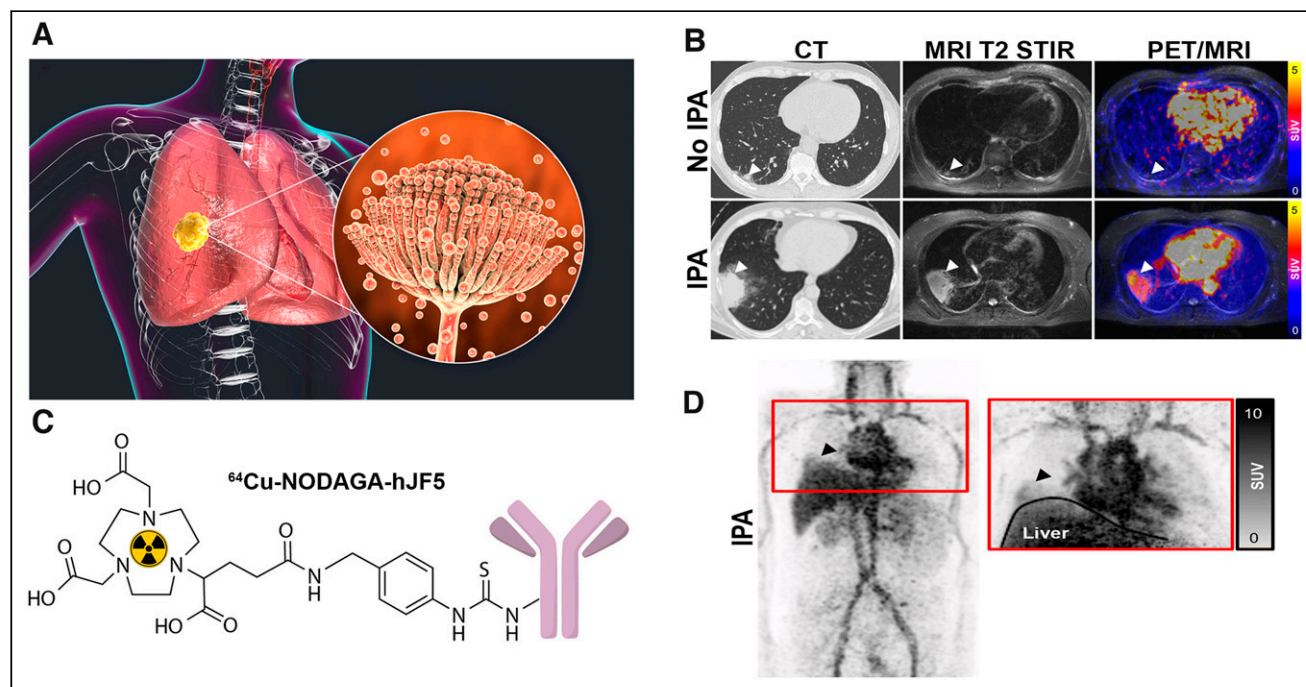 A
B
CT
MRI T2 STIR
PET/MRI
No IPA
5
SUV
0
IPA
5
SUV
0
C
⁶⁴Cu-NODAGA-hJF5
O
HO
N
N
N
O
HO
HO
O
O
N
H
N
H
S
N
H
D
IPA
Liver
10
SUV
0